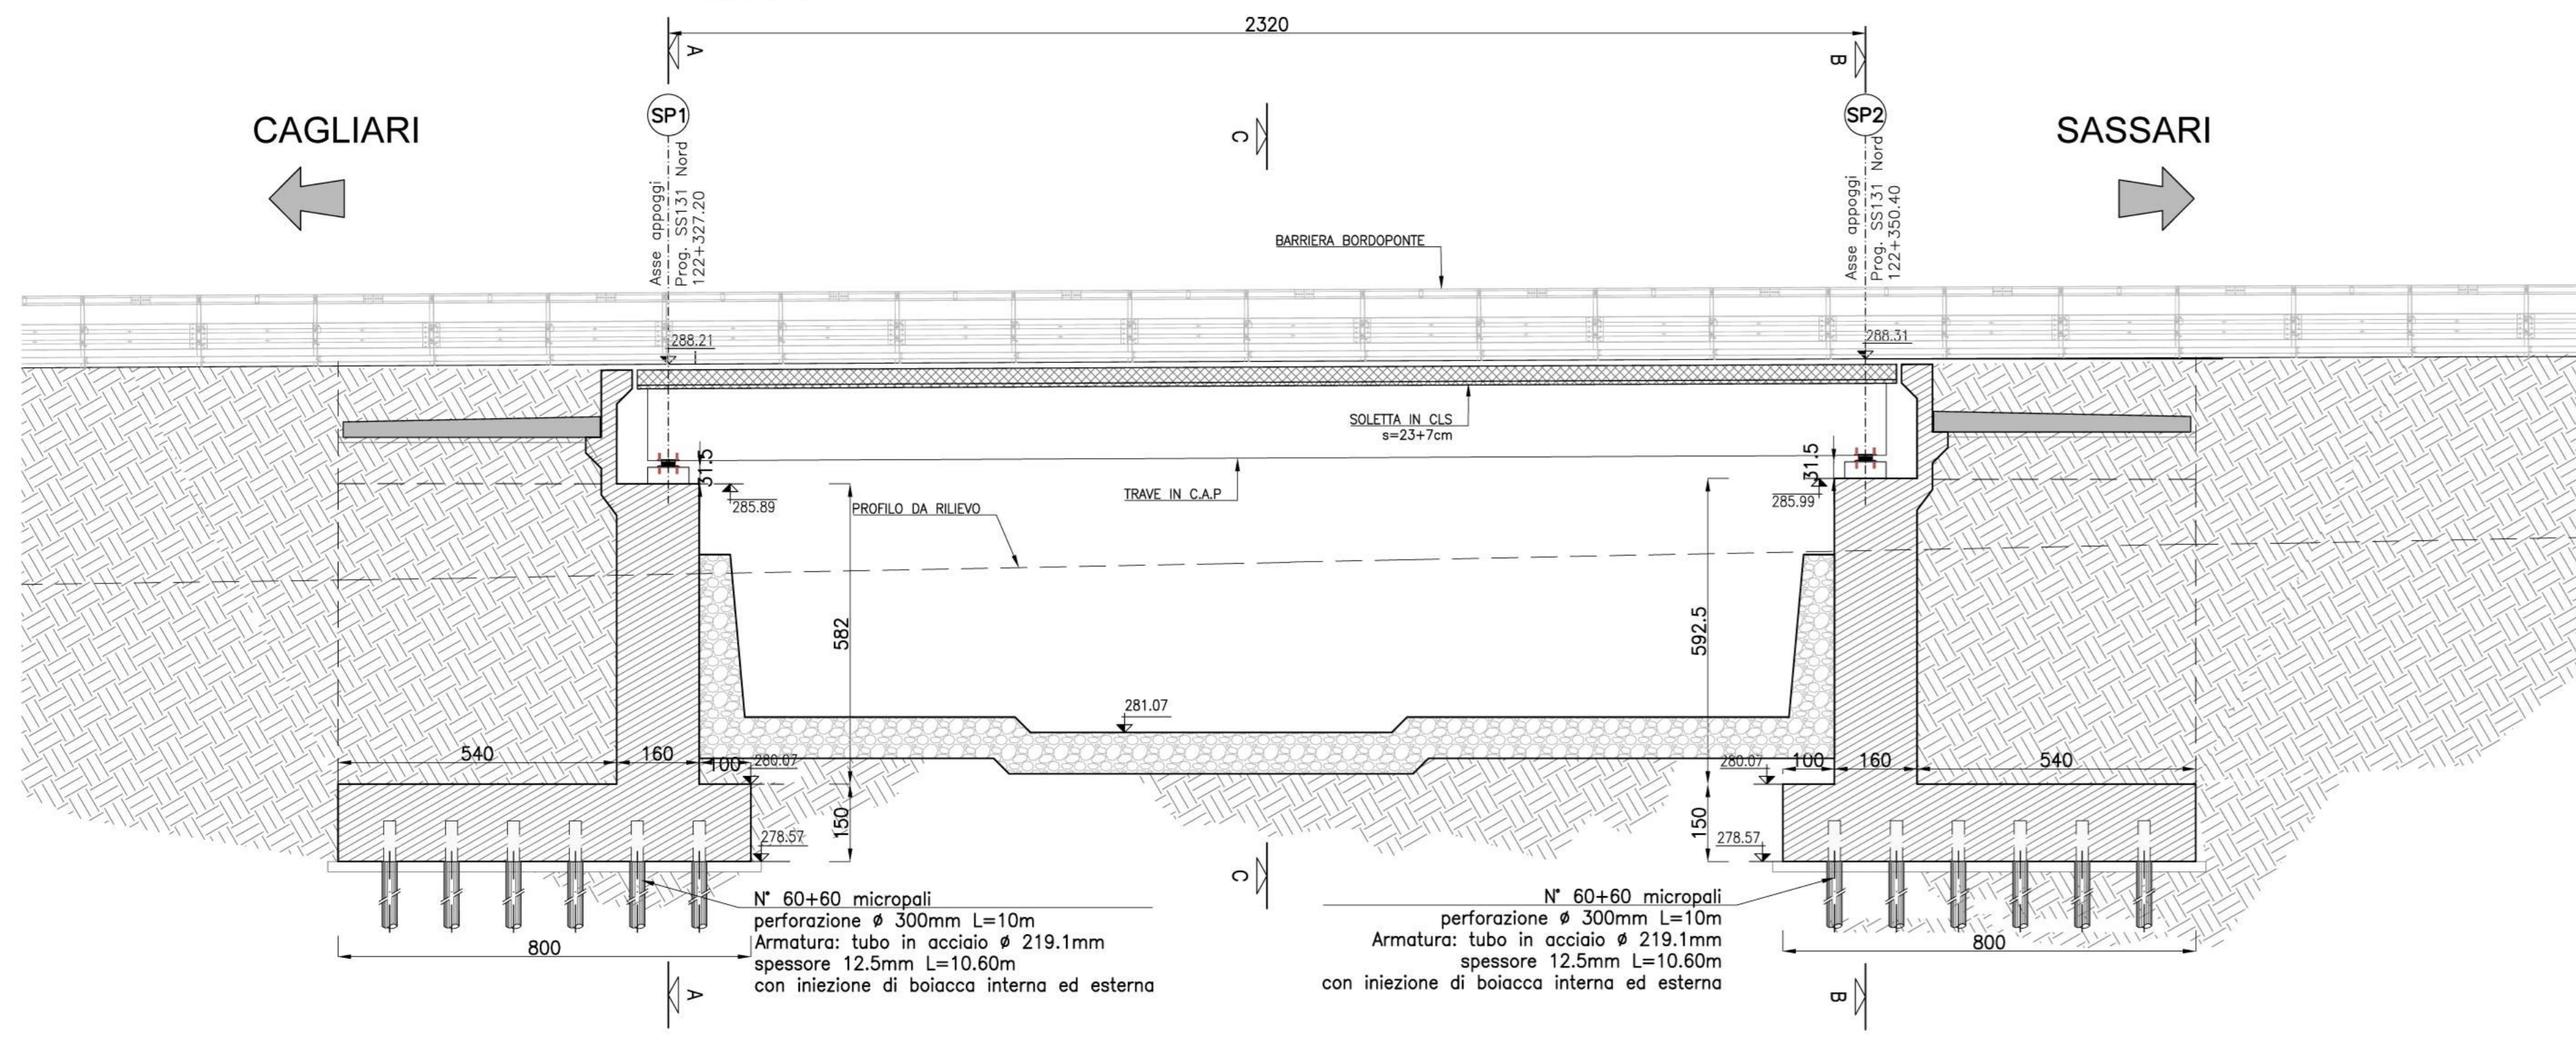 2320
A
B
SP1
SP2
CAGLIARI
SASSARI
C
Asse appoggi
Prog. SS131 Nord
122+327.20
Asse appoggi
Prog. SS131 Nord
122+350.40
BARRIERA BORDOPONTE
288.21
288.31
SOLETTA IN CLS
s=23+7cm
31.5
31.5
TRAVE IN C.A.P
285.89
285.99
PROFILO DA RILIEVO
582
592.5
281.07
540
160
100
280.07
280.07
100
160
540
150
150
278.57
278.57
C
N° 60+60 micropali
perforazione ø 300mm L=10m
Armatura: tubo in acciaio ø 219.1mm
spessore 12.5mm L=10.60m
con iniezione di boiacca interna ed esterna
N° 60+60 micropali
perforazione ø 300mm L=10m
Armatura: tubo in acciaio ø 219.1mm
spessore 12.5mm L=10.60m
con iniezione di boiacca interna ed esterna
800
800
A
B